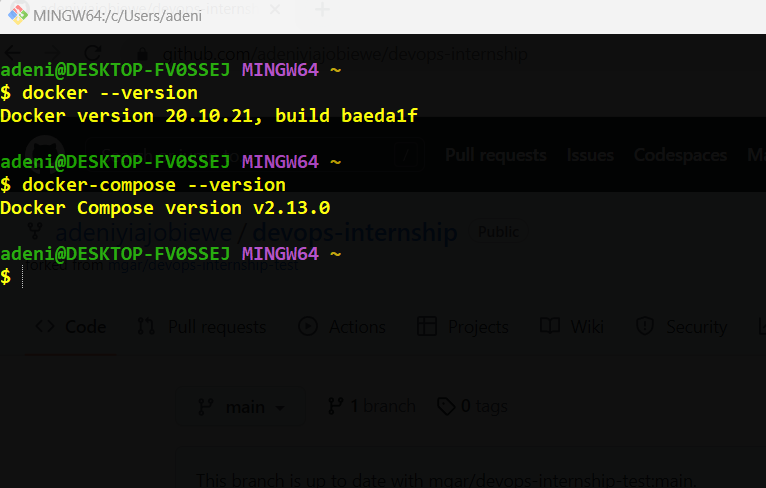 MINGW64:/c/Users/adeni
github.com/adeniyiajobiewe/devops-internship
adeni@DESKTOP-FV0SSEJ MINGW64 ~
$ docker --version
Docker version 20.10.21, build baeda1f
/
Pull requests Issues Codespaces
adeni@DESKTOP-FV0SSEJ MINGW64 ~
$ docker-compose --version
Docker Compose version v2.13.0
adeniyiajobiewe / devops-internship Public
adeni@DESKTOP-FV0SSEJ MINGW64 ~
forked from mgar/devops-internship-test
$
<> Code Pull requests Actions Projects Wiki Security
main 1 branch 0 tags
This branch is up to date with mgar/devops-internship-test:main.